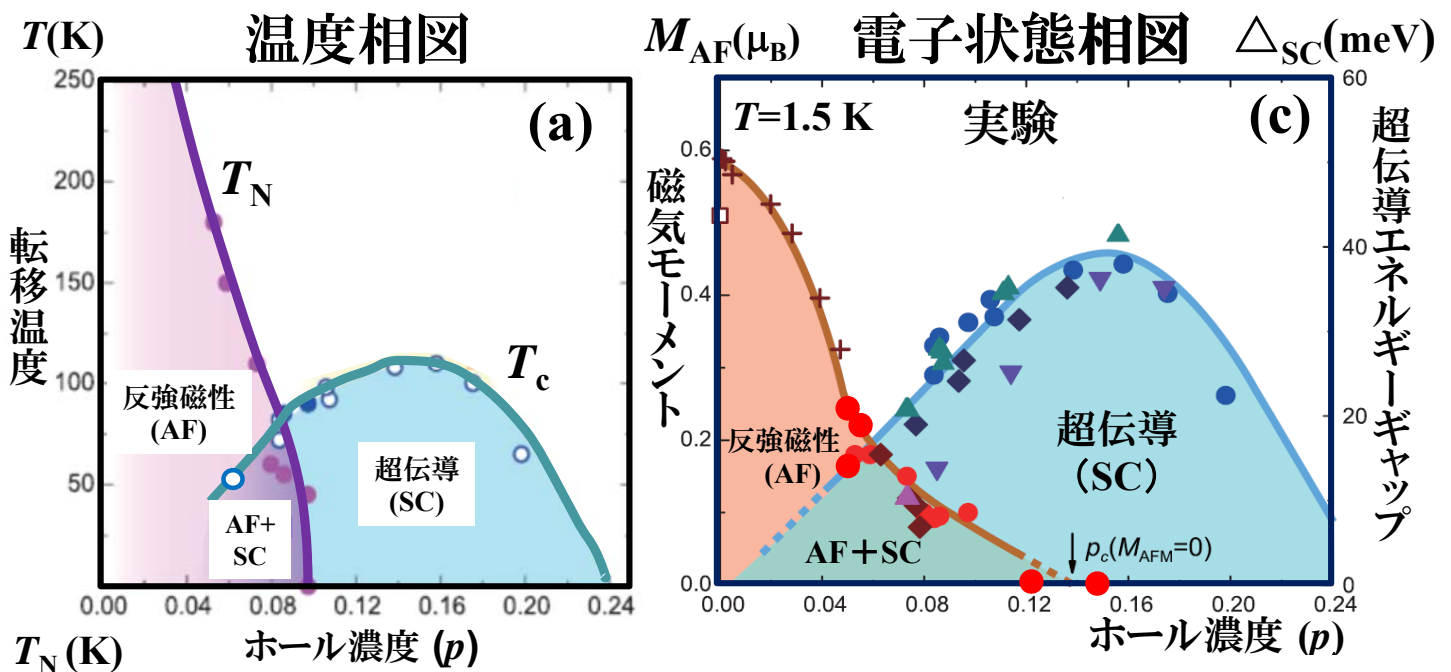 T(K) 温度相図
(a)
250
200
150
100
50
転移温度
T_N
T_c
反強磁性
(AF)
超伝導
(SC)
AF+
SC
0.00 0.04 0.08 0.12 0.16 0.20 0.24
ホール濃度 (p)
T_N (K)
M_AF(μ_B) 電子状態相図 △_SC(meV)
T=1.5 K 実験 (c)
0.6
0.4
0.2
0.0
磁気モーメント
60
40
20
0
超伝導エネルギーギャップ
反強磁性
(AF)
超伝導
（SC）
AF＋SC
p_c(M_AFM=0)
0.00 0.04 0.08 0.12 0.16 0.20 0.24
ホール濃度 (p)